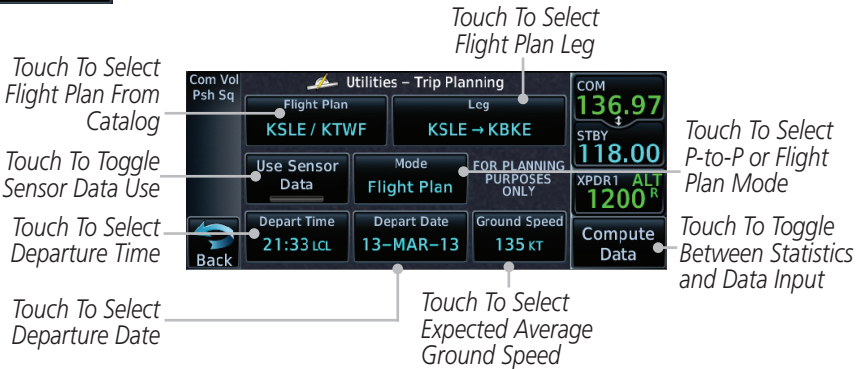 Touch To Select
Flight Plan Leg
Touch To Select
Flight Plan From
Catalog
Touch To Toggle
Sensor Data Use
Touch To Select
Departure Time
Touch To Select
Departure Date
Com Vol
Psh Sq
Utilities – Trip Planning
Flight Plan
KSLE / KTWF
Leg
KSLE → KBKE
Use Sensor
Data
Mode
Flight Plan
FOR PLANNING
PURPOSES
ONLY
Depart Time
21:33 LCL
Depart Date
13–MAR–13
Ground Speed
135 KT
Back
COM
136.97
↕
STBY
118.00
XPDR1 ALT
1200 R
Compute
Data
Touch To Select
P-to-P or Flight
Plan Mode
Touch To Toggle
Between Statistics
and Data Input
Touch To Select
Expected Average
Ground Speed